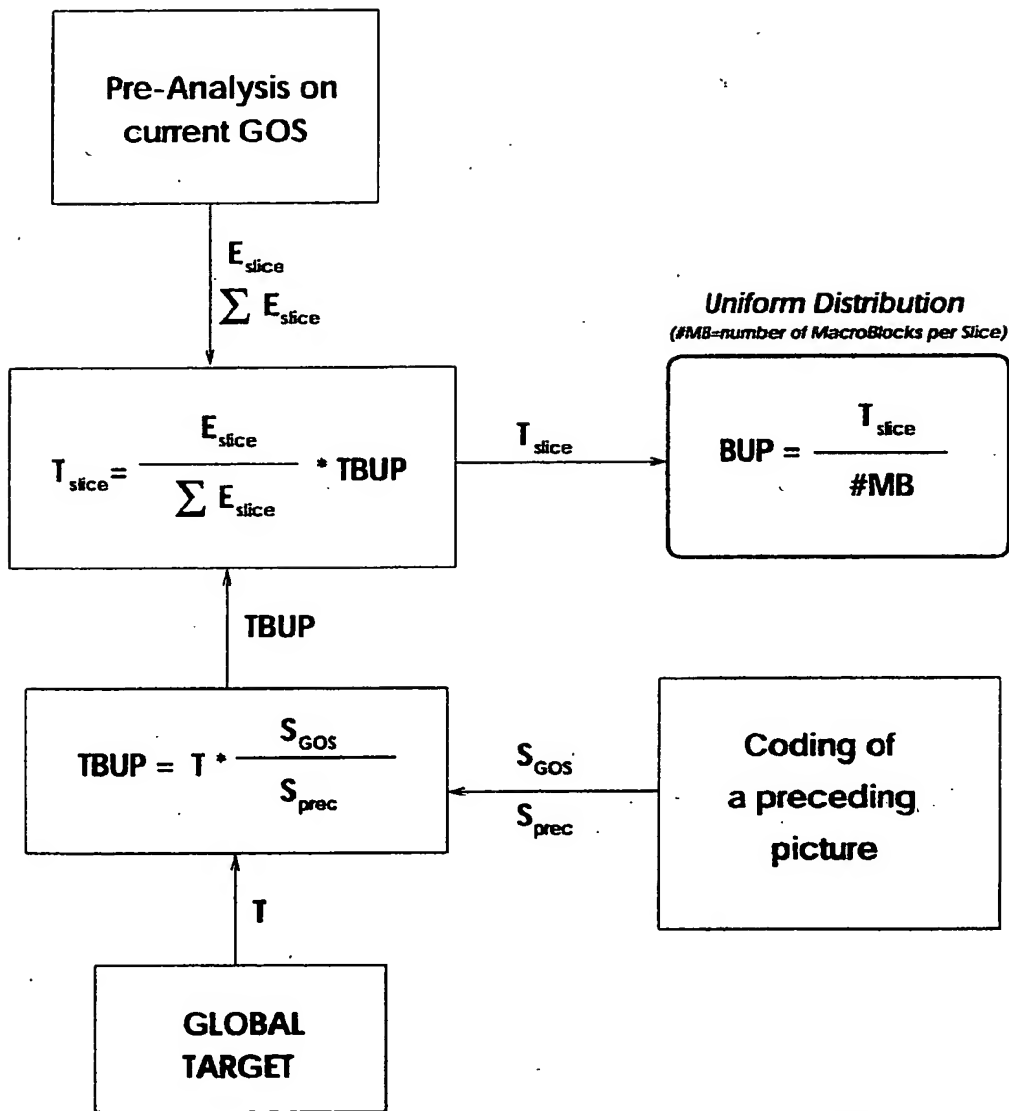 Pre-Analysis on
current GOS
E_slice
∑ E_slice
Uniform Distribution
(#MB=number of MacroBlocks per Slice)
T_slice = E_slice / ∑ E_slice * TBUP
T_slice
BUP = T_slice / #MB
TBUP
TBUP = T * S_GOS / S_prec
S_GOS
S_prec
Coding of
a preceding
picture
T
GLOBAL
TARGET